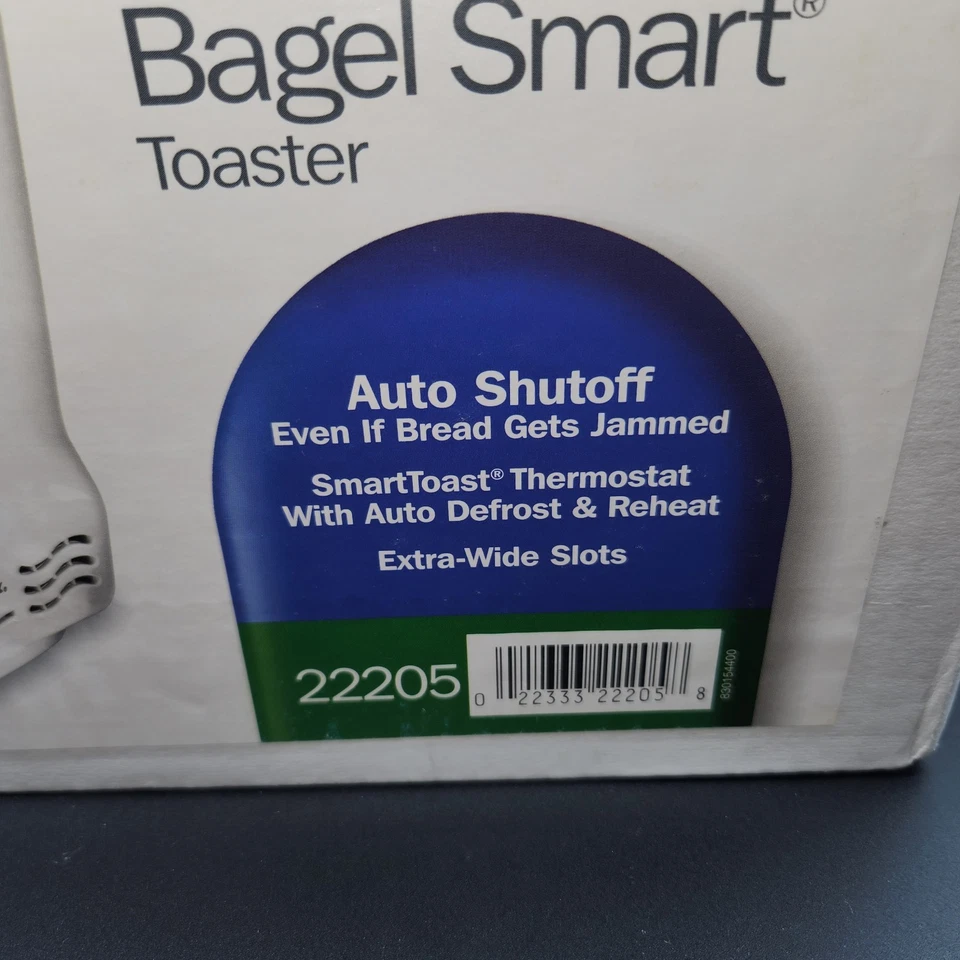 Bagel Smart®
Toaster
Auto Shutoff
Even If Bread Gets Jammed
SmartToast® Thermostat
With Auto Defrost & Reheat
Extra-Wide Slots
22205
0 22333 22205 8
830154400